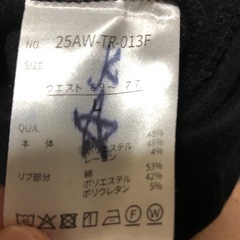 NO. 25AW-TR-013F
SIZE
ウエスト 69 ~ 77
L
QUA.
本体 48%
ポリエステル 48%
レーヨン 4%
リブ部分 綿 53%
ポリエステル 42%
ポリウレタン 5%